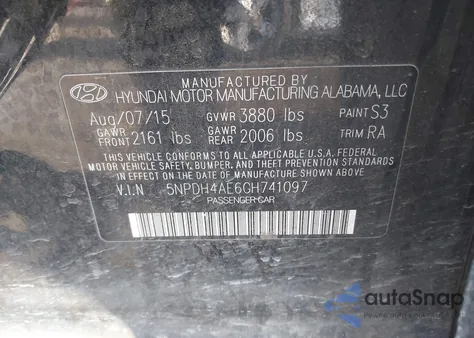 MANUFACTURED BY
HYUNDAI MOTOR MANUFACTURING ALABAMA, LLC
Aug/07/15 GVWR 3880 lbs PAINT S3
GAWR FRONT 2161 lbs GAWR REAR 2006 lbs TRIM RA
THIS VEHICLE CONFORMS TO ALL APPLICABLE U.S.A. FEDERAL
MOTOR VEHICLE SAFETY, BUMPER, AND THEFT PREVENTION STANDARDS
IN EFFECT ON THE DATE OF MANUFACTURE SHOWN ABOVE.
V.I.N 5NPDH4AE6GH741097
PASSENGER CAR
autoSnap